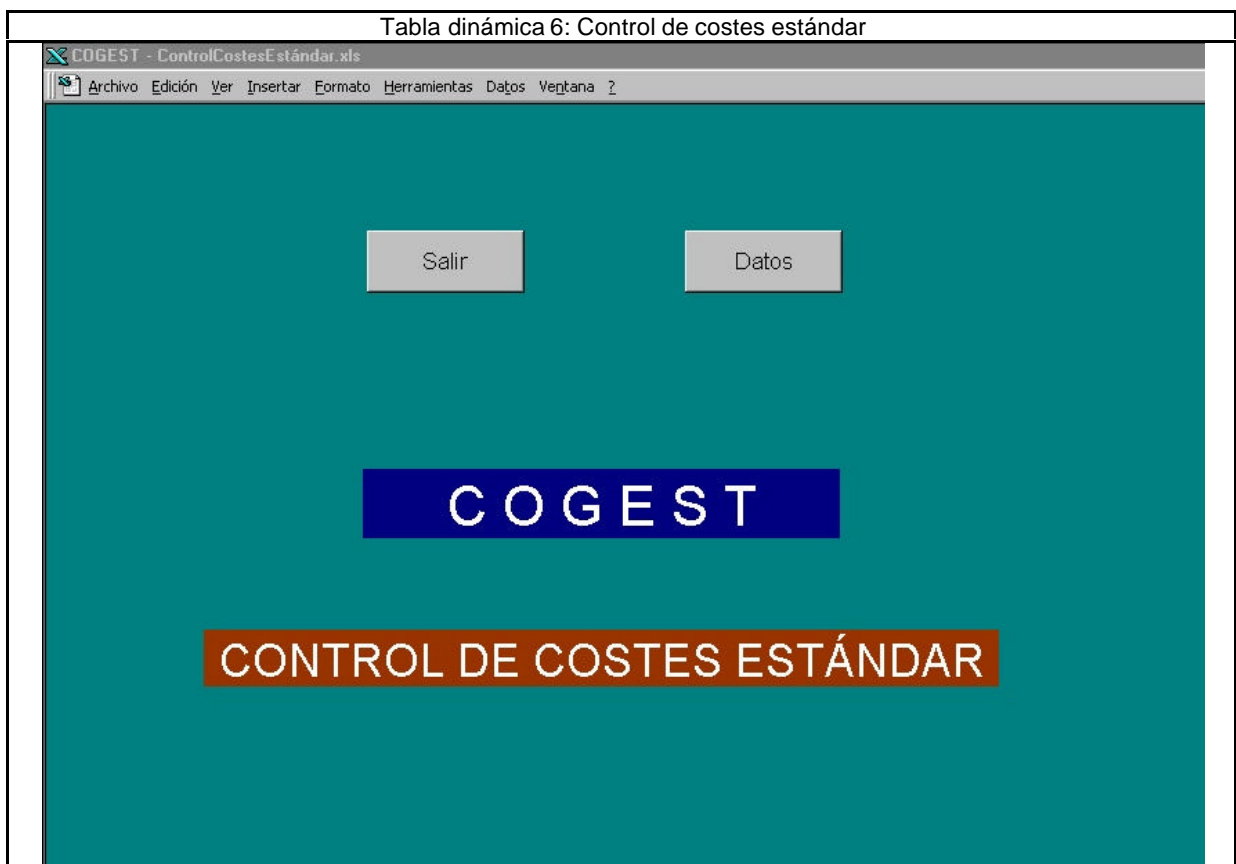 Tabla dinámica 6: Control de costes estándar
COGEST - ControlCostesEstándar.xls
Archivo Edición Ver Insertar Formato Herramientas Datos Ventana ?
Salir Datos
C O G E S T
CONTROL DE COSTES ESTÁNDAR